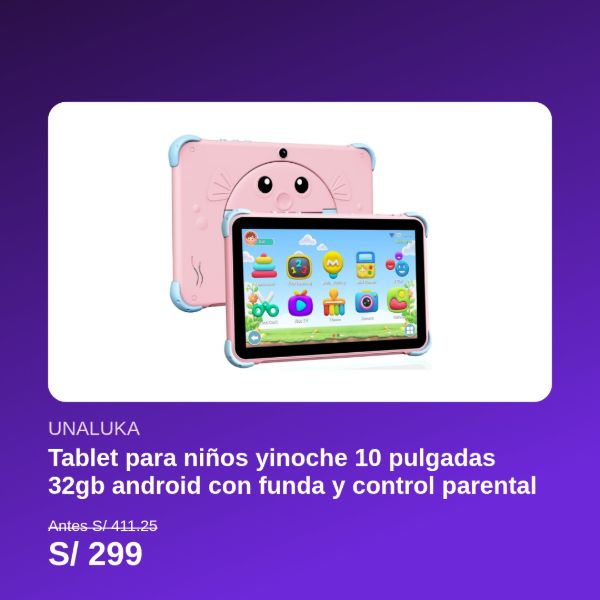 UNALUKA
Tablet para niños yinoche 10 pulgadas
32gb android con funda y control parental
Antes S/ 411.25
S/ 299